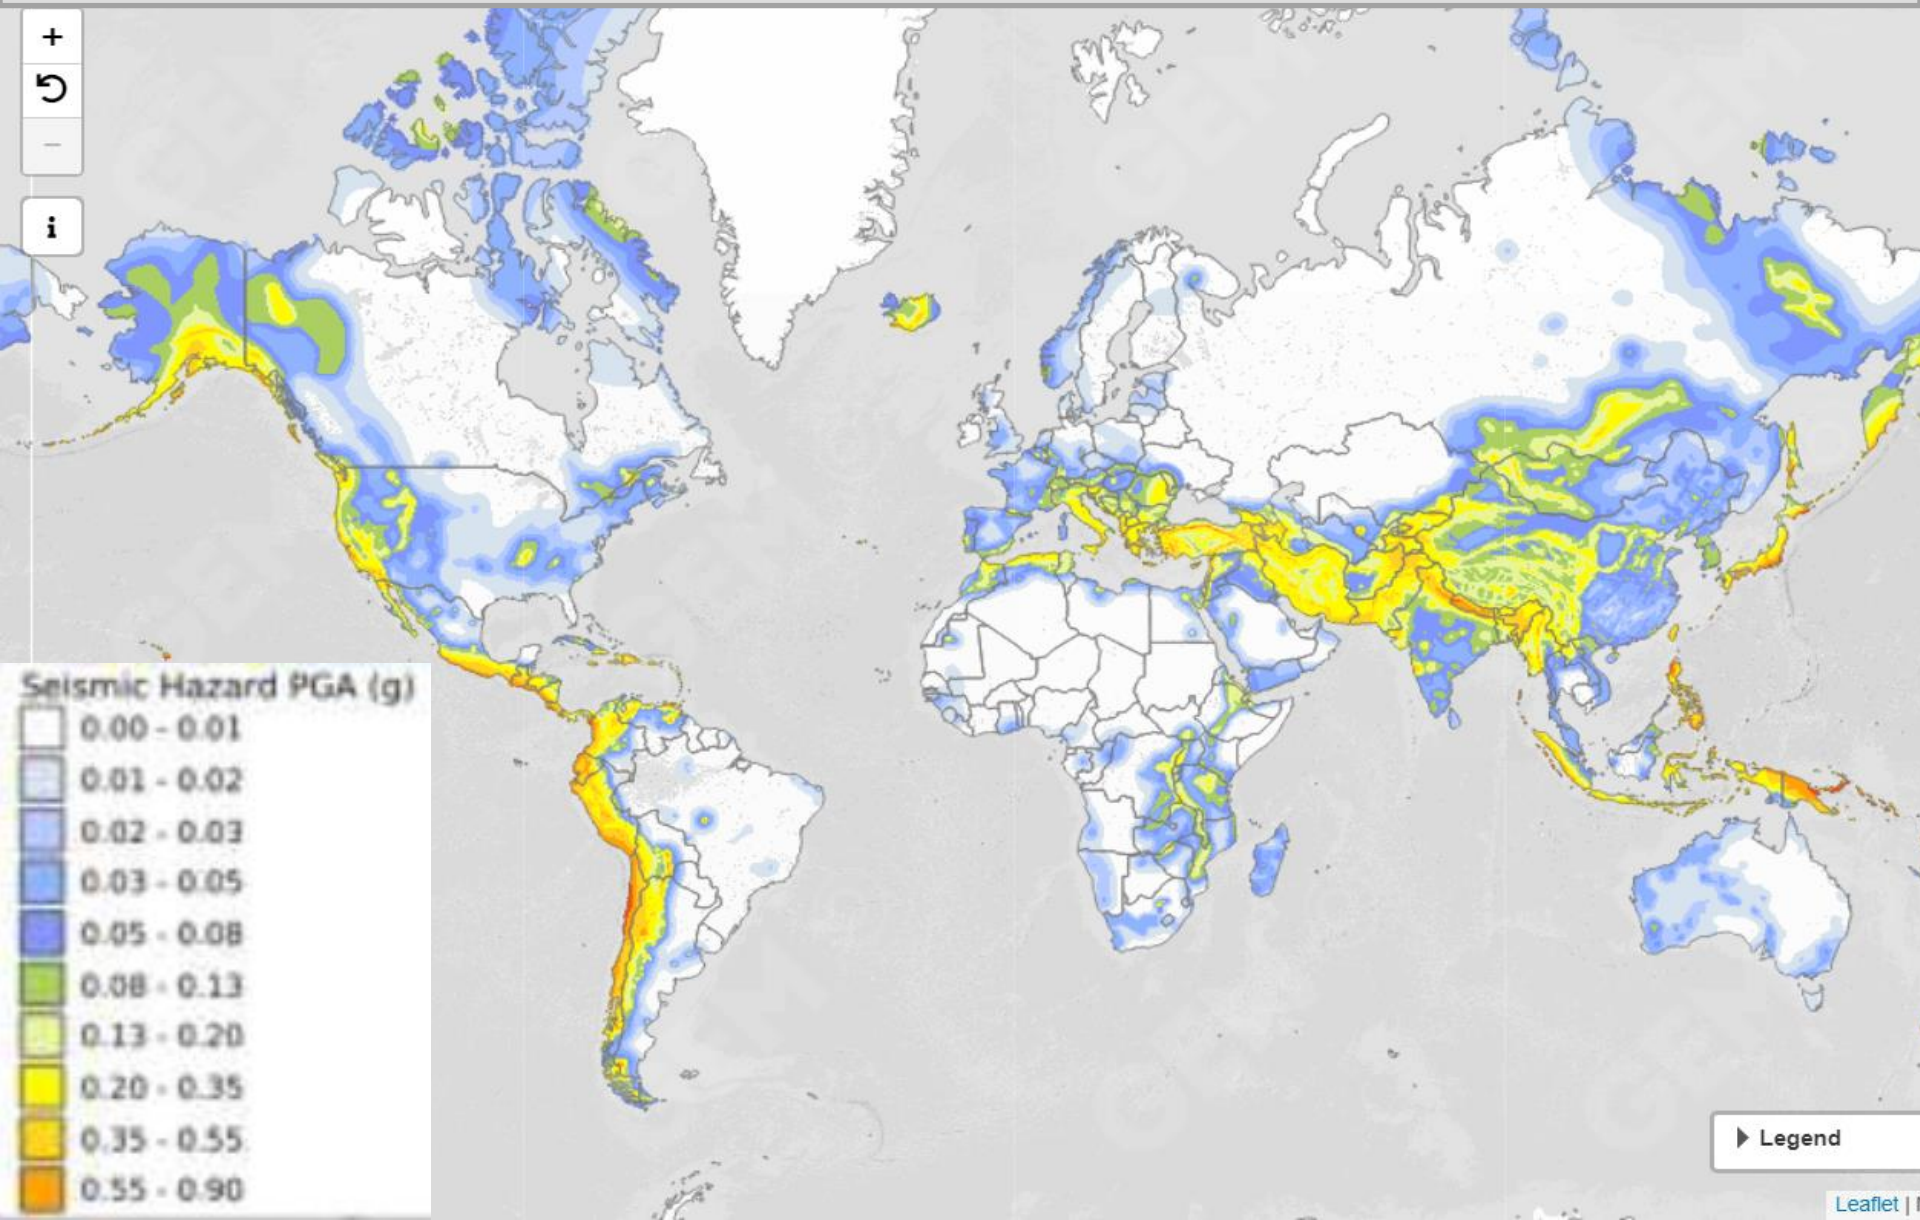 +
−
i
Seismic Hazard PGA (g)
0.00 - 0.01
0.01 - 0.02
0.02 - 0.03
0.03 - 0.05
0.05 - 0.08
0.08 - 0.13
0.13 - 0.20
0.20 - 0.35
0.35 - 0.55
0.55 - 0.90
Legend
Leaflet |